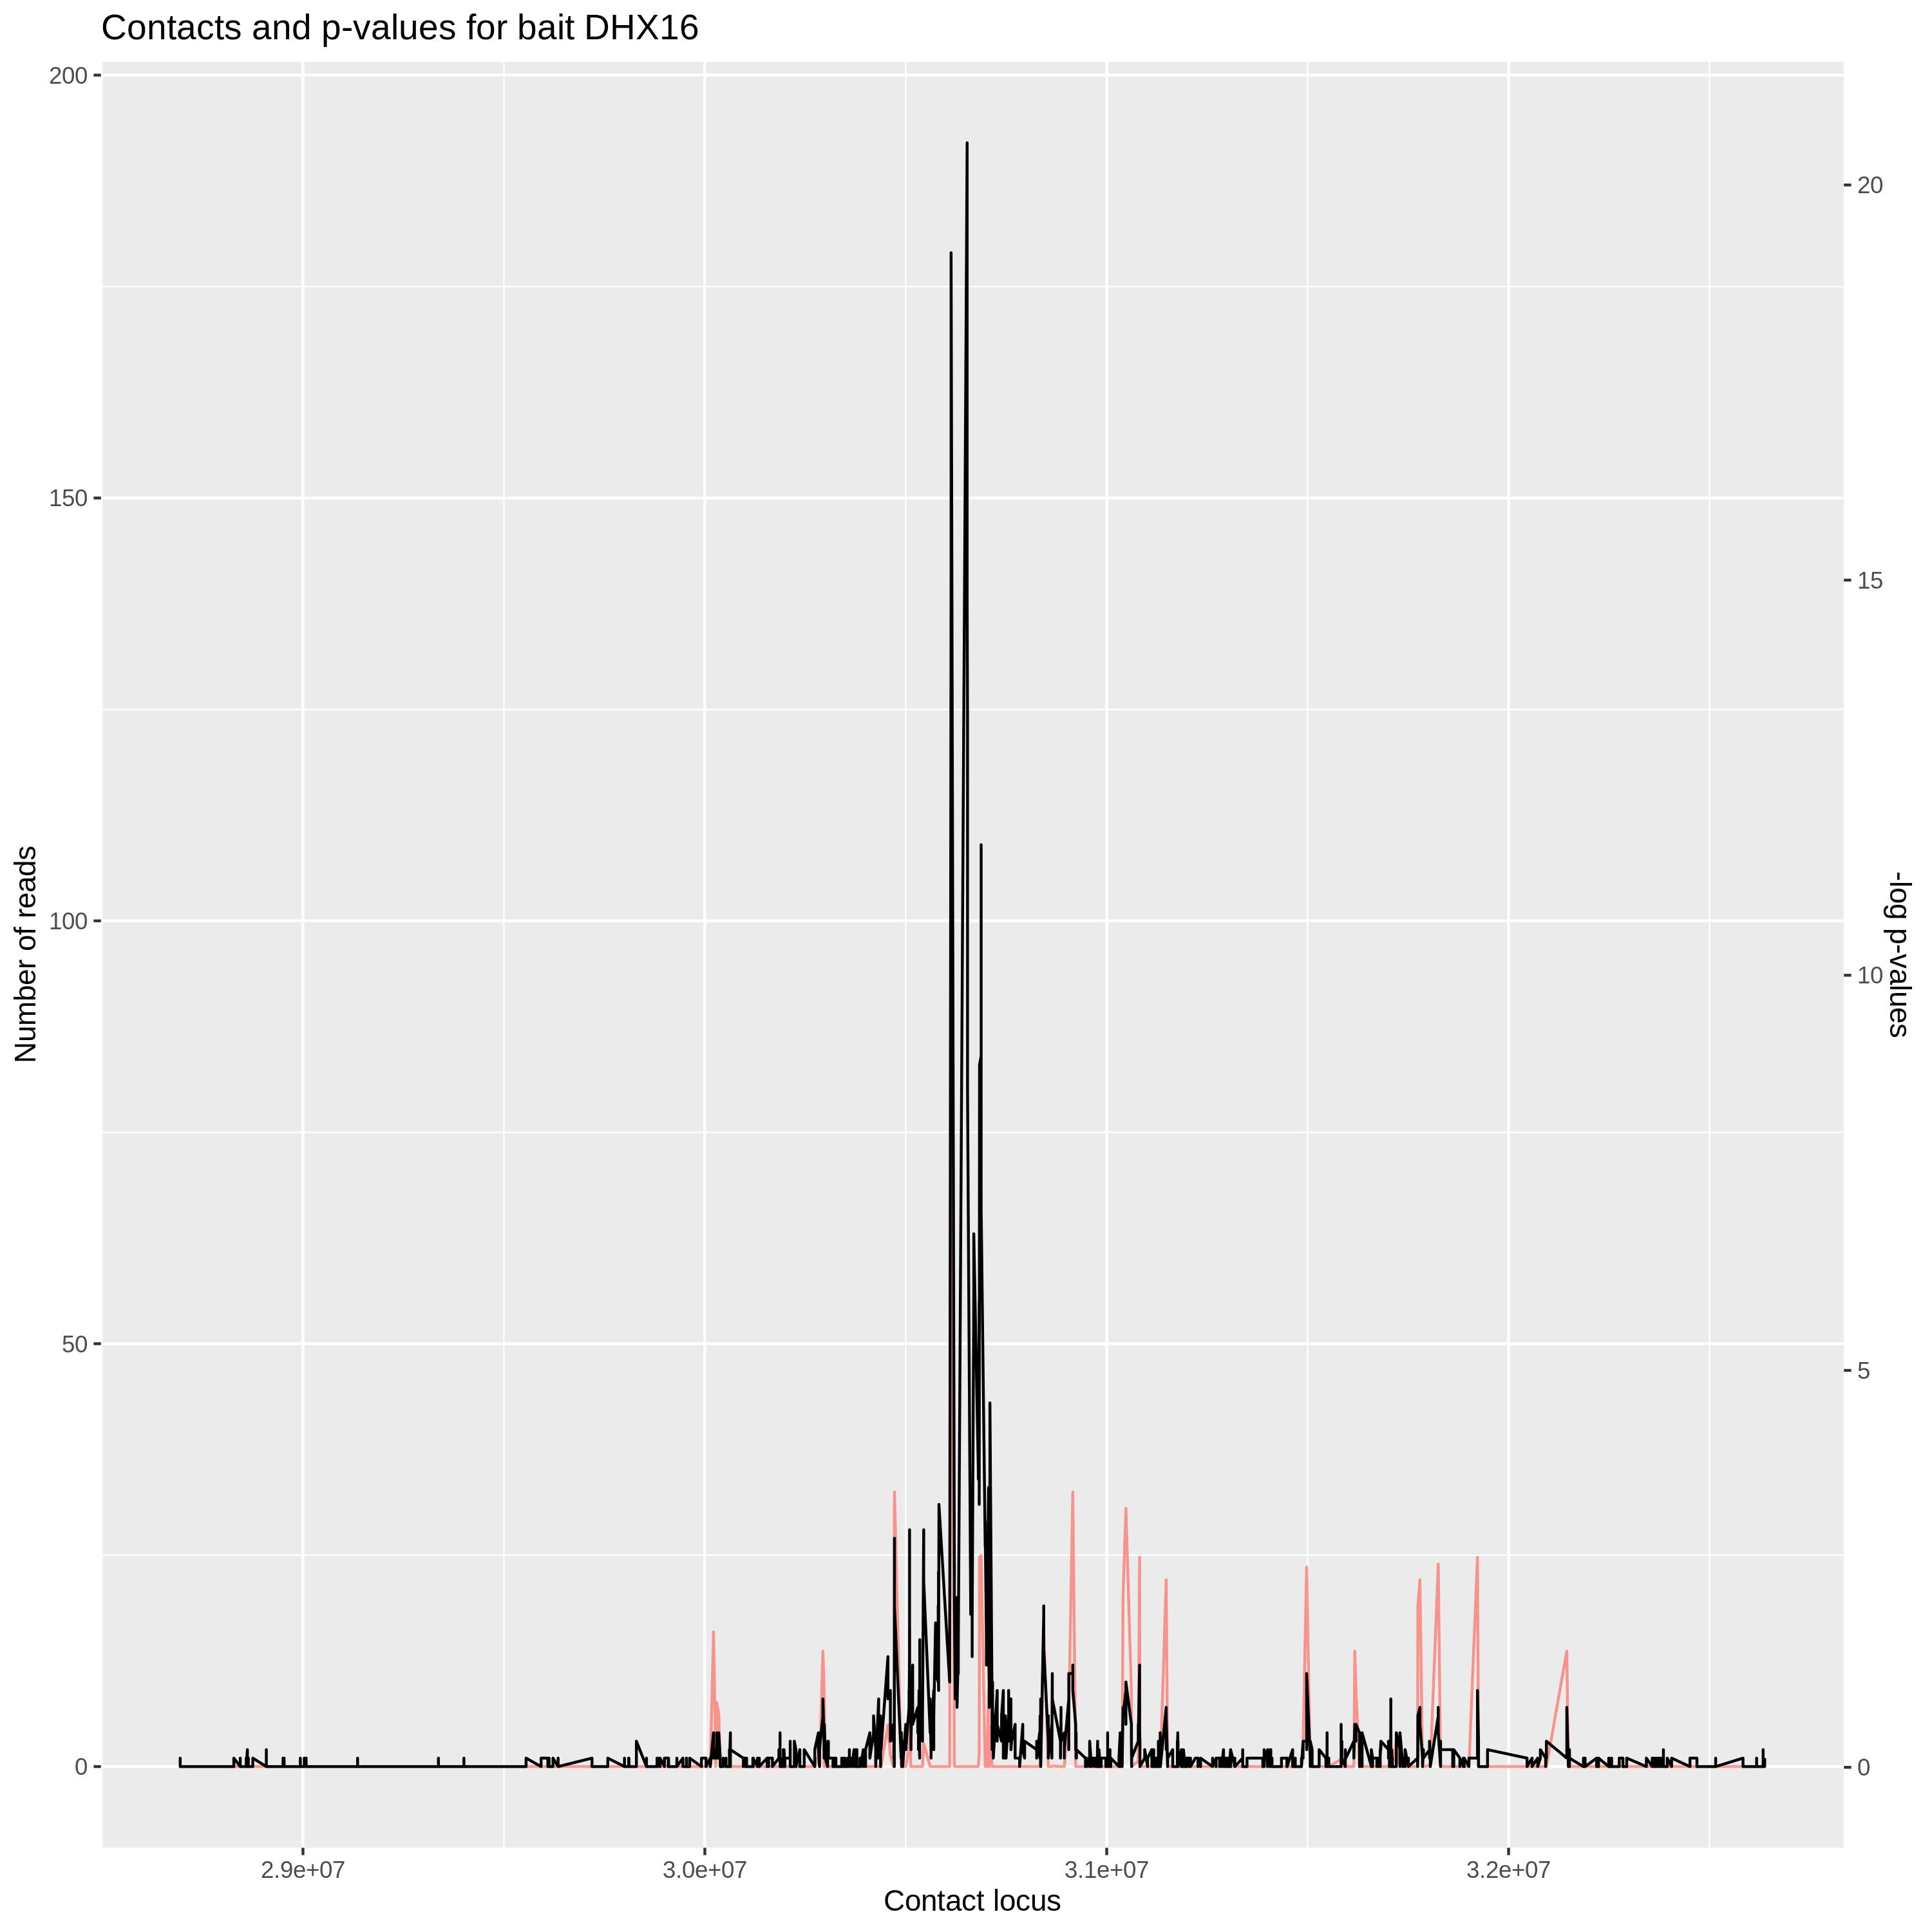 Contacts and p-values for bait DHX16
200
150
100
50
0
Number of reads
20
15
10
5
0
-log p-values
2.9e+07
3.0e+07
3.1e+07
3.2e+07
Contact locus